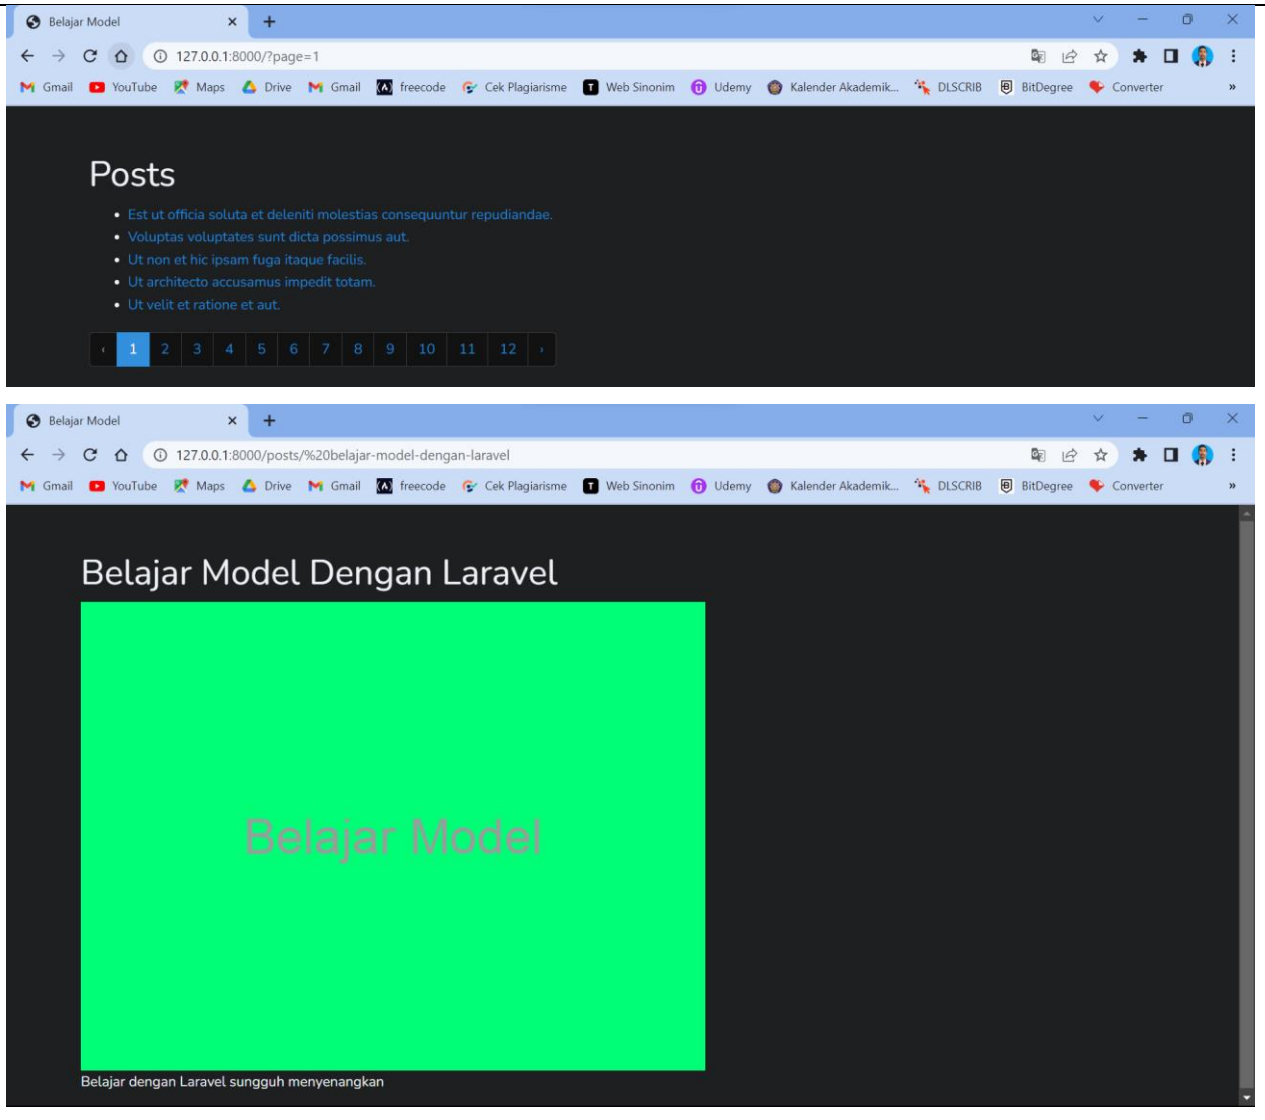 Belajar Model
127.0.0.1:8000/?page=1
Gmail YouTube Maps Drive Gmail freecode Cek Plagiarisme Web Sinonim Udemy Kalender Akademik... DLSCRIB BitDegree Converter »
Posts
• Est ut officia soluta et deleniti molestias consequuntur repudiandae.
• Voluptas voluptates sunt dicta possimus aut.
• Ut non et hic ipsam fuga itaque facilis.
• Ut architecto accusamus impedit totam.
• Ut velit et ratione et aut.
‹ 1 2 3 4 5 6 7 8 9 10 11 12 ›
Belajar Model
127.0.0.1:8000/posts/%20belajar-model-dengan-laravel
Gmail YouTube Maps Drive Gmail freecode Cek Plagiarisme Web Sinonim Udemy Kalender Akademik... DLSCRIB BitDegree Converter »
Belajar Model Dengan Laravel
Belajar Model
Belajar dengan Laravel sungguh menyenangkan